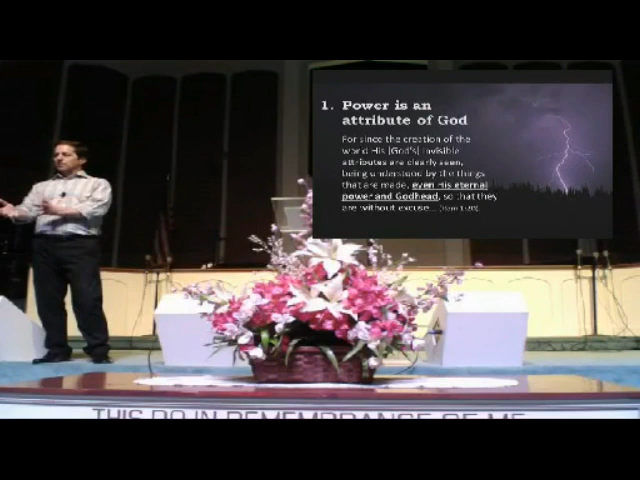 1. Power is an
attribute of God
For since the creation of the
world His [God's] invisible
attributes are clearly seen,
being understood by the things
that are made, even His eternal
power and Godhead, so that they
are without excuse...
THIS DO IN REMEMBRANCE OF ME